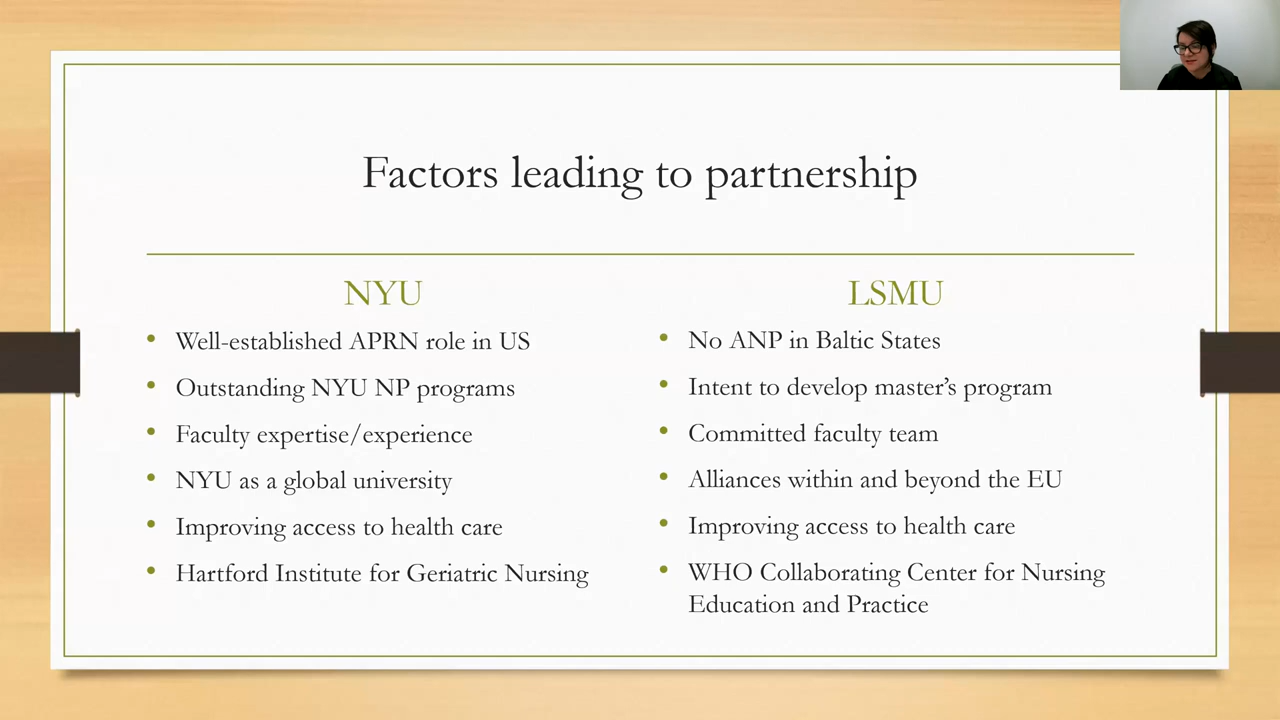 Factors leading to partnership
NYU
• Well-established APRN role in US
• Outstanding NYU NP programs
• Faculty expertise/experience
• NYU as a global university
• Improving access to health care
• Hartford Institute for Geriatric Nursing
LSMU
• No ANP in Baltic States
• Intent to develop master’s program
• Committed faculty team
• Alliances within and beyond the EU
• Improving access to health care
• WHO Collaborating Center for Nursing
Education and Practice